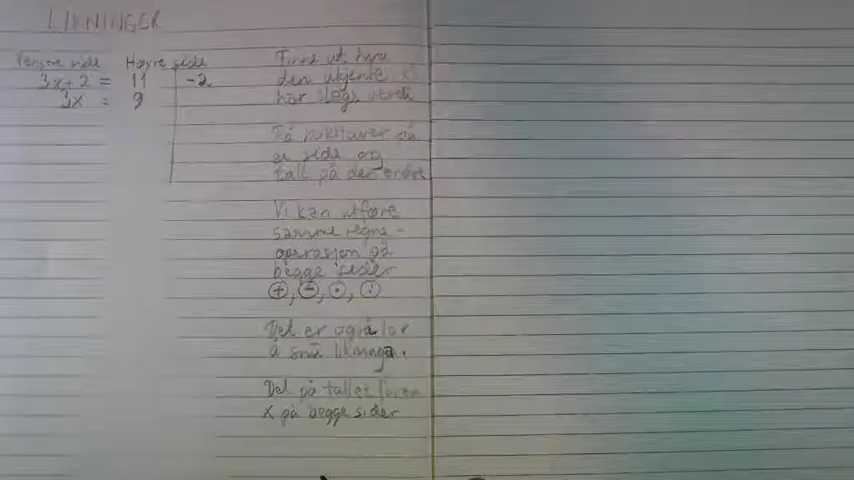 LIKNINGER
Venstre side Høyre side
3x+2 = 11 -2
3x = 9
Finne ut hva
den ukjente x
har slags verdi
Få bokstaver på
ei side og
tall på den andre
Vi kan utføre
samme regne-
operasjon på
begge sider
+, -, ·, :
Det er også lov
å snu likninga.
Del på tallet foran
x på begge sider